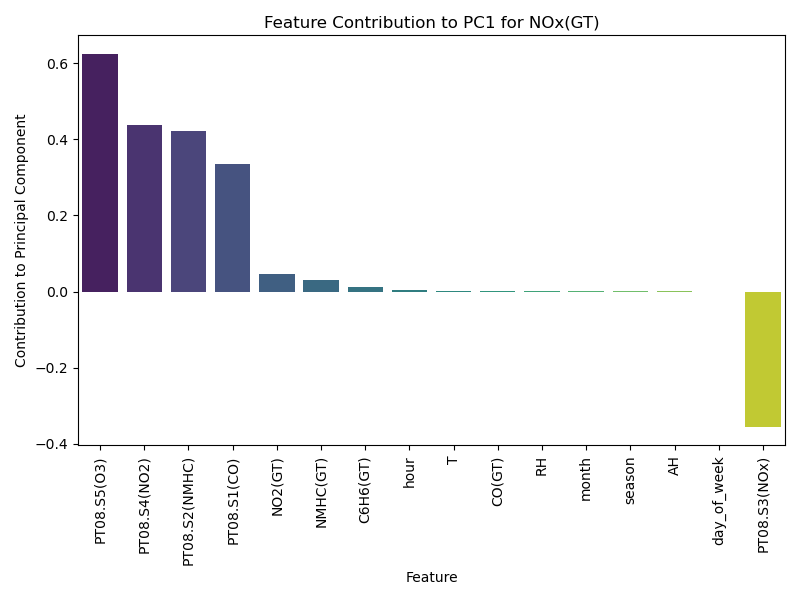 Feature Contribution to PC1 for NOx(GT)
Contribution to Principal Component
0.6
0.4
0.2
0.0
−0.2
−0.4
PT08.S5(O3)
PT08.S4(NO2)
PT08.S2(NMHC)
PT08.S1(CO)
NO2(GT)
NMHC(GT)
C6H6(GT)
hour
T
CO(GT)
RH
month
season
AH
day_of_week
PT08.S3(NOx)
Feature